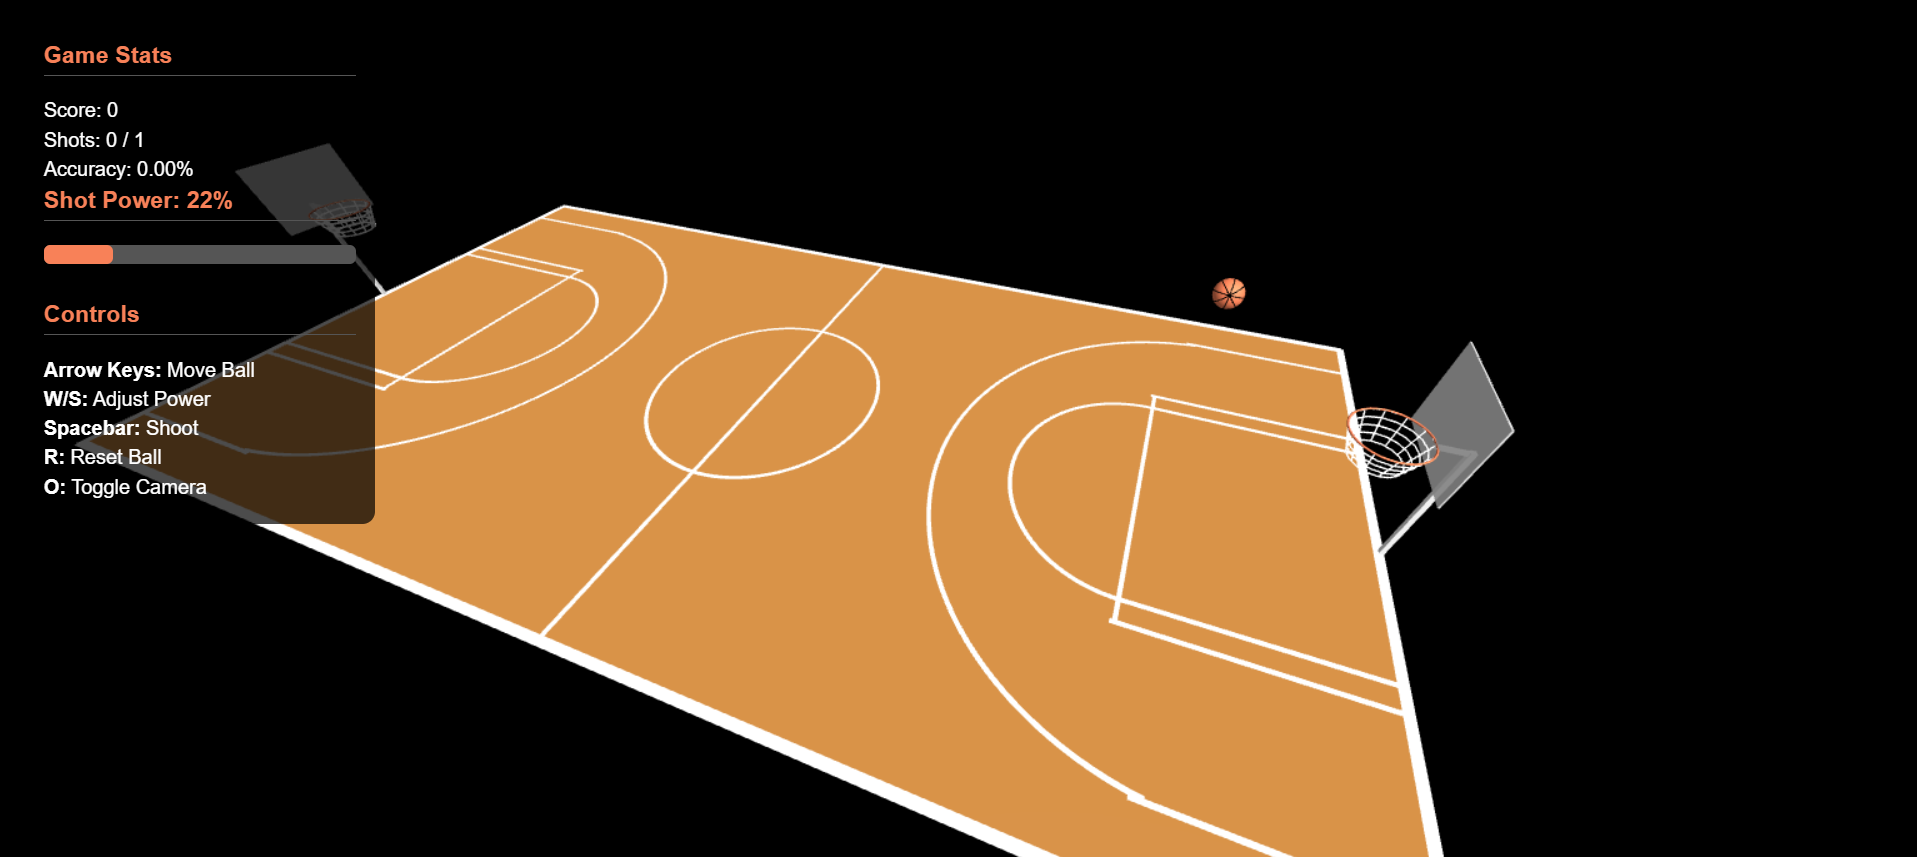 Game Stats
Score: 0
Shots: 0 / 1
Accuracy: 0.00%
Shot Power: 22%
Controls
Arrow Keys: Move Ball
W/S: Adjust Power
Spacebar: Shoot
R: Reset Ball
O: Toggle Camera